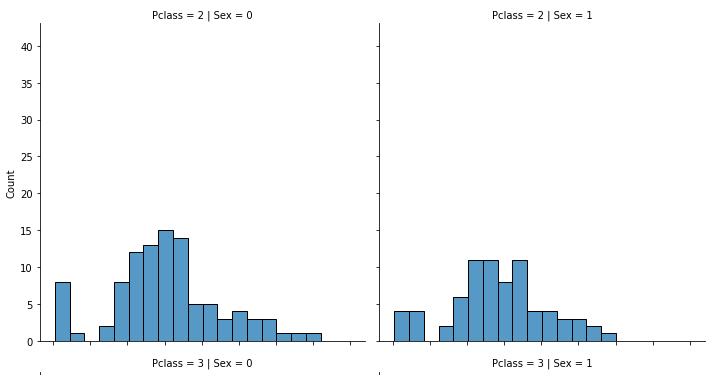 Pclass = 2 | Sex = 0
Pclass = 2 | Sex = 1
40
35
30
25
20
15
10
5
0
Count
Pclass = 3 | Sex = 0
Pclass = 3 | Sex = 1